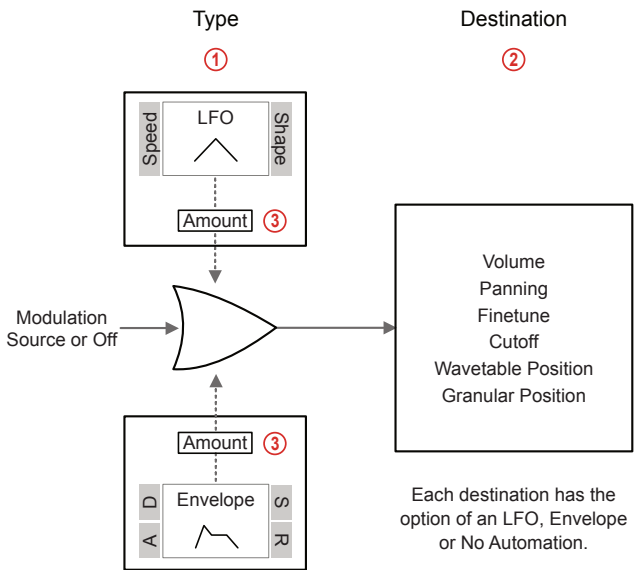 Type
Destination
1
2
LFO
Speed
Shape
Amount
3
Modulation
Source or Off
Volume
Panning
Finetune
Cutoff
Wavetable Position
Granular Position
Amount
3
Envelope
D
A
S
R
Each destination has the
option of an LFO, Envelope
or No Automation.